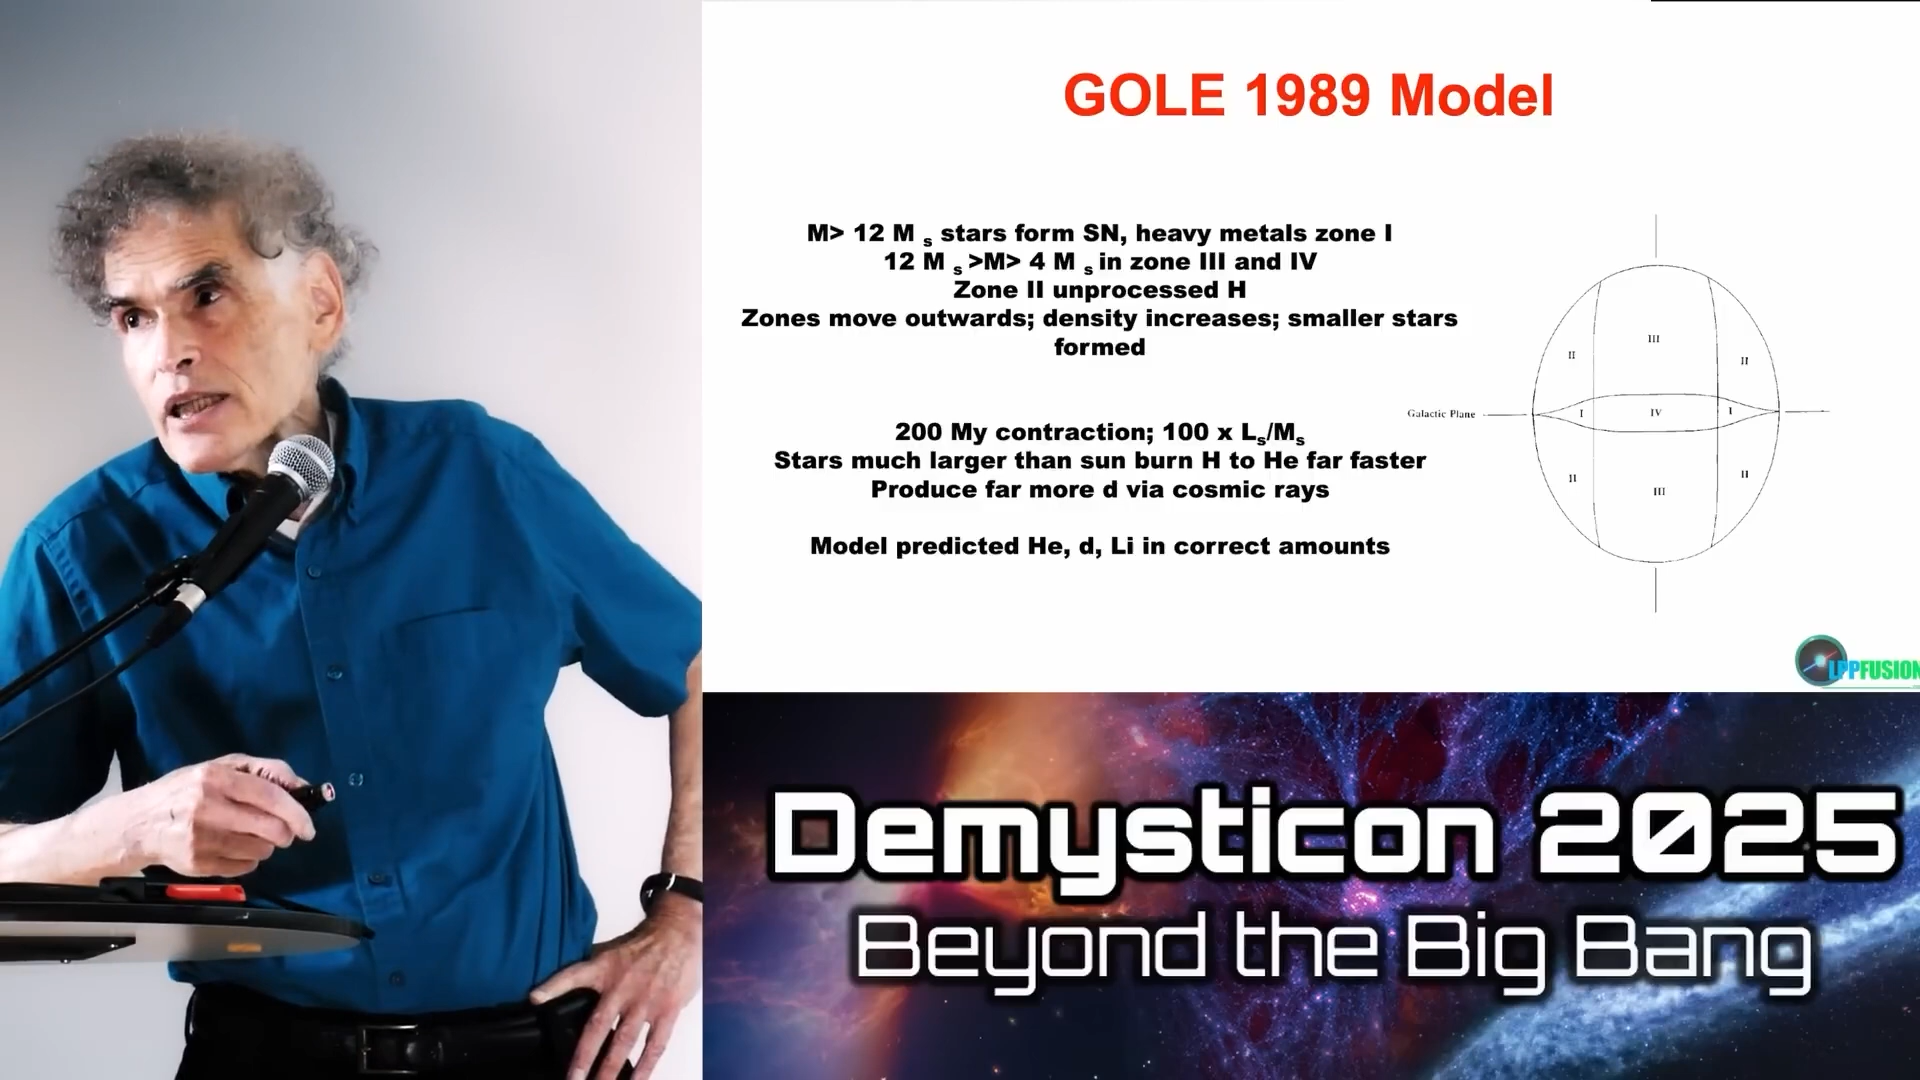 GOLE 1989 Model
M> 12 M s stars form SN, heavy metals zone I
12 M s >M> 4 M s in zone III and IV
Zone II unprocessed H
Zones move outwards; density increases; smaller stars
formed
200 My contraction; 100 x Ls/Ms
Stars much larger than sun burn H to He far faster
Produce far more d via cosmic rays
Model predicted He, d, Li in correct amounts
III
II
II
Galactic Plane
I
IV
I
II
III
II
LPPFUSION
Demysticon 2025
Beyond the Big Bang